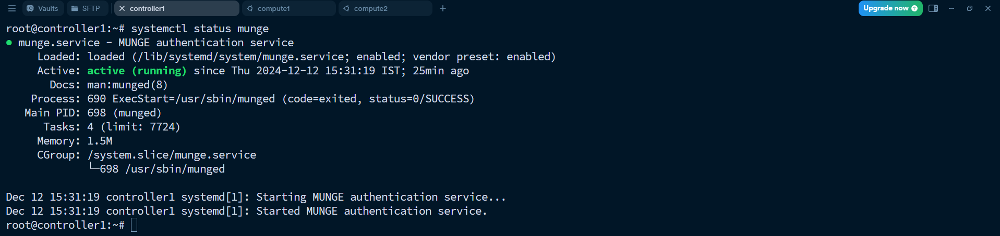 Vaults SFTP controller1 compute1 compute2 Upgrade now
root@controller1:~# systemctl status munge
● munge.service - MUNGE authentication service
     Loaded: loaded (/lib/systemd/system/munge.service; enabled; vendor preset: enabled)
     Active: active (running) since Thu 2024-12-12 15:31:19 IST; 25min ago
       Docs: man:munged(8)
    Process: 690 ExecStart=/usr/sbin/munged (code=exited, status=0/SUCCESS)
   Main PID: 698 (munged)
      Tasks: 4 (limit: 7724)
     Memory: 1.5M
     CGroup: /system.slice/munge.service
             └─698 /usr/sbin/munged
Dec 12 15:31:19 controller1 systemd[1]: Starting MUNGE authentication service...
Dec 12 15:31:19 controller1 systemd[1]: Started MUNGE authentication service.
root@controller1:~#